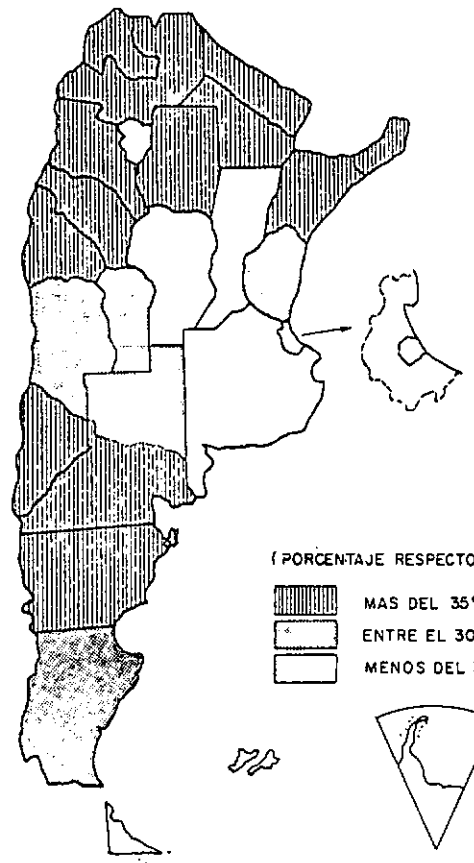 (PORCENTAJE RESPECTO
MAS DEL 35%
ENTRE EL 30
MENOS DEL